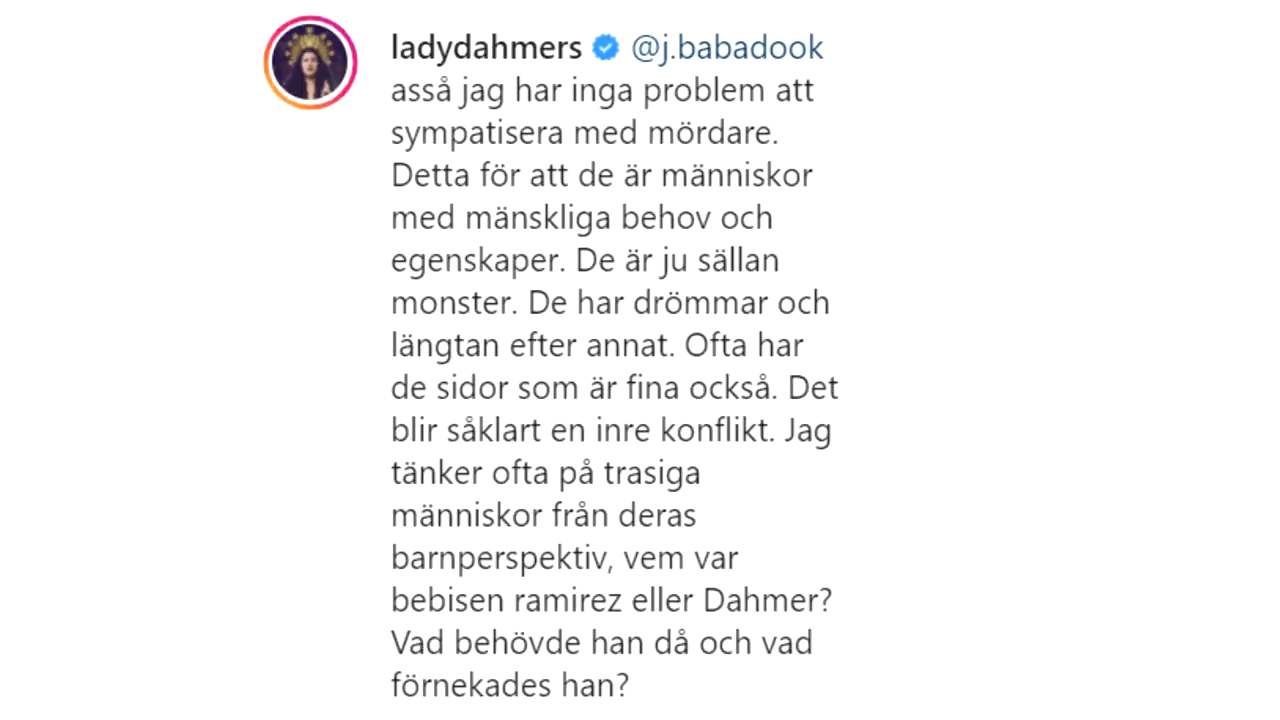 ladydahmers @j.babadook
asså jag har inga problem att
sympatisera med mördare.
Detta för att de är människor
med mänskliga behov och
egenskaper. De är ju sällan
monster. De har drömmar och
längtan efter annat. Ofta har
de sidor som är fina också. Det
blir såklart en inre konflikt. Jag
tänker ofta på trasiga
människor från deras
barnperspektiv, vem var
bebisen ramirez eller Dahmer?
Vad behövde han då och vad
förnekades han?